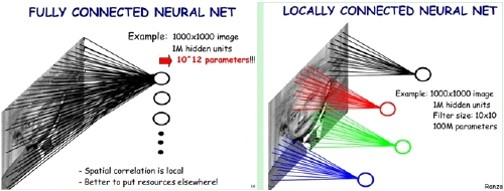 FULLY CONNECTED NEURAL NET
Example: 1000x1000 image
1M hidden units
10^12 parameters!!!
- Spatial correlation is local
- Better to put resources elsewhere!
LOCALLY CONNECTED NEURAL NET
Example: 1000x1000 image
1M hidden units
Filter size: 10x10
100M parameters